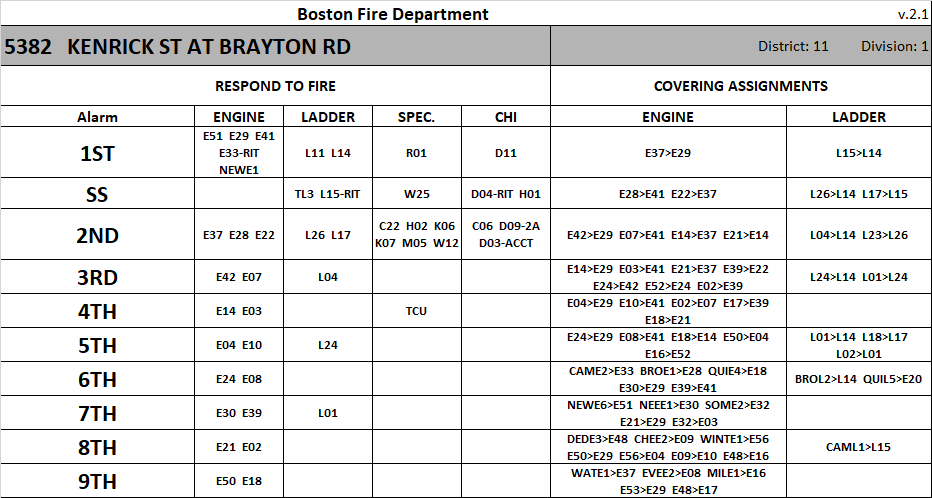 Boston Fire Department v.2.1
5382 KENRICK ST AT BRAYTON RD District: 11 Division: 1
RESPOND TO FIRE COVERING ASSIGNMENTS
Alarm ENGINE LADDER SPEC. CHI ENGINE LADDER
E51 E29 E41
1ST E33-RIT L11 L14 R01 D11 E37>E29 L15>L14
NEWE1
SS TL3 L15-RIT W25 D04-RIT H01 E28>E41 E22>E37 L26>L14 L17>L15
C22 H02 K06 C06 D09-2A
2ND E37 E28 E22 L26 L17 E42>E29 E07>E41 E14>E37 E21>E14 L04>L14 L23>L26
K07 M05 W12 D03-ACCT
E14>E29 E03>E41 E21>E37 E39>E22
3RD E42 E07 L04 L24>L14 L01>L24
E24>E42 E52>E24 E02>E39
E04>E29 E10>E41 E02>E07 E17>E39
4TH E14 E03 TCU
E18>E21
E24>E29 E08>E41 E18>E14 E50>E04 L01>L14 L18>L17
5TH E04 E10 L24
E16>E52 L02>L01
CAME2>E33 BROE1>E28 QUIE4>E18
6TH E24 E08 BROL2>L14 QUIL5>E20
E30>E29 E39>E41
NEWE6>E51 NEEE1>E30 SOME2>E32
7TH E30 E39 L01
E21>E29 E32>E03
DEDE3>E48 CHEE2>E09 WINTE1>E56
8TH E21 E02 CAML1>L15
E50>E29 E56>E04 E09>E10 E48>E16
WATE1>E37 EVEE2>E08 MILE1>E16
9TH E50 E18
E53>E29 E48>E17